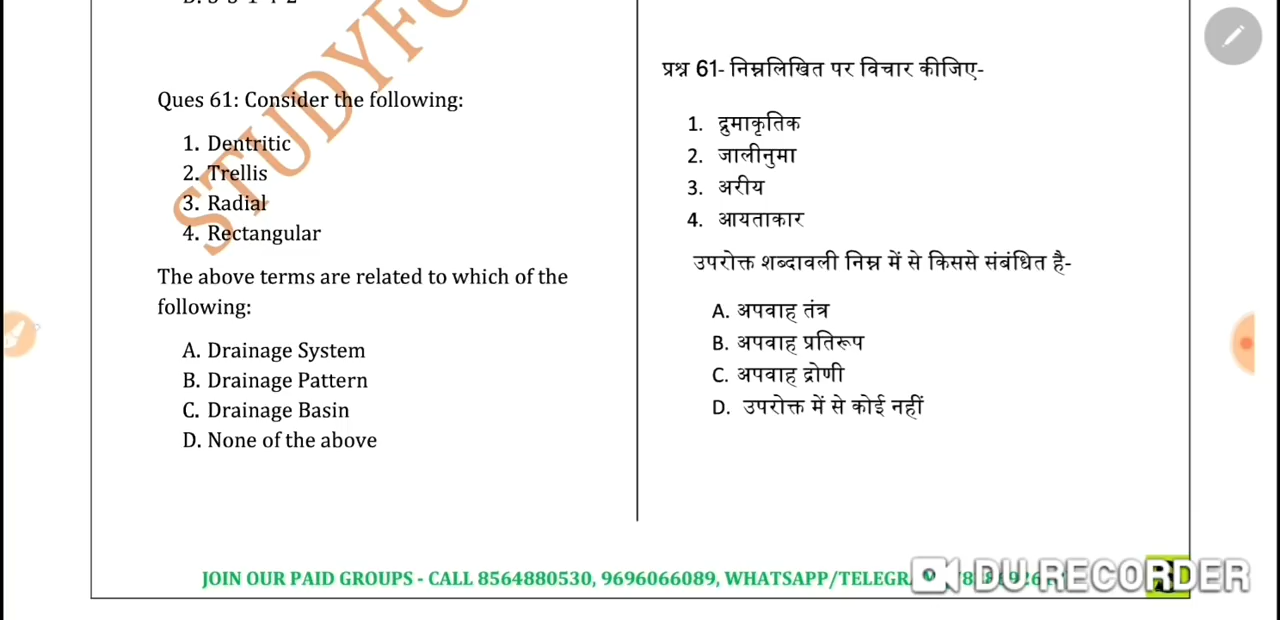 Ques 61: Consider the following:
1. Dentritic
2. Trellis
3. Radial
4. Rectangular
The above terms are related to which of the
following:
A. Drainage System
B. Drainage Pattern
C. Drainage Basin
D. None of the above
प्रश्न 61- निम्नलिखित पर विचार कीजिए-
1. द्रुमाकृतिक
2. जालीनुमा
3. अरीय
4. आयताकार
उपरोक्त शब्दावली निम्न में से किससे संबंधित है-
A. अपवाह तंत्र
B. अपवाह प्रतिरूप
C. अपवाह द्रोणी
D. उपरोक्त में से कोई नहीं
JOIN OUR PAID GROUPS - CALL 8564880530, 9696066089, WHATSAPP/TELEGR
DU RECORDER